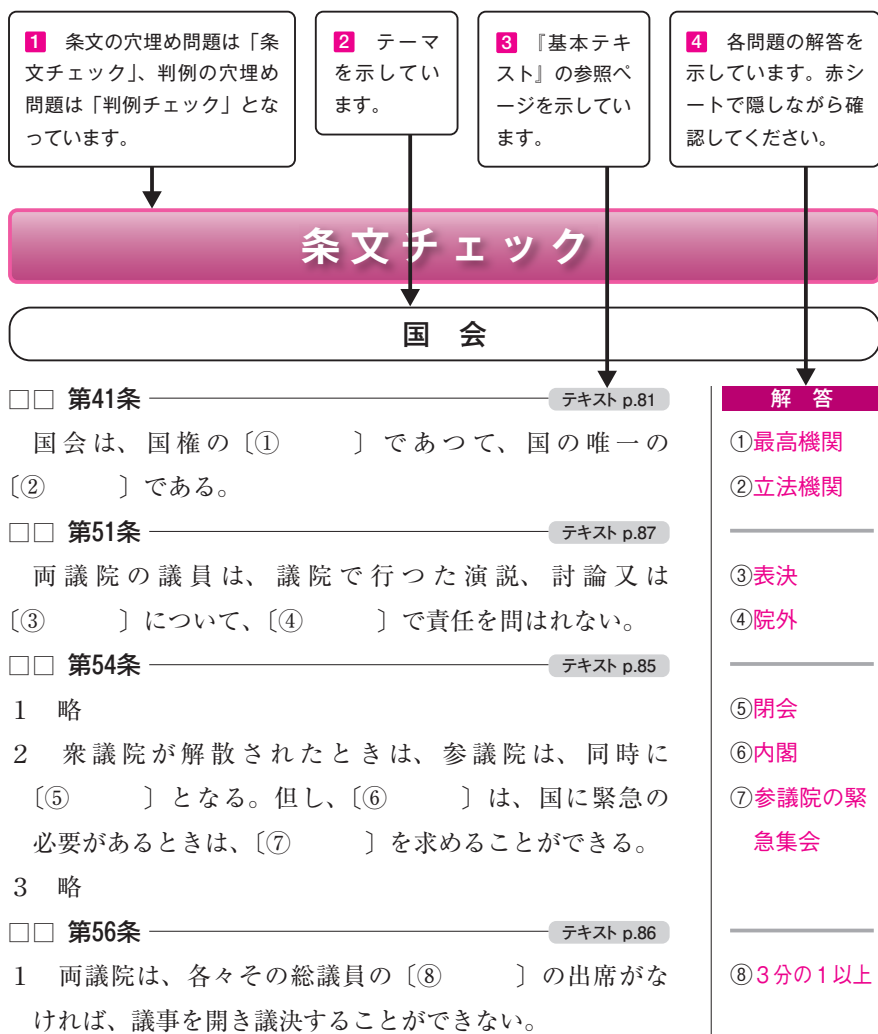 1 条文の穴埋め問題は「条
文チェック」、判例の穴埋め
問題は「判例チェック」とな
っています。
2 テーマ
を示してい
ます。
3 『基本テキ
スト』の参照ペ
ージを示してい
ます。
4 各問題の解答を
示しています。赤シ
ートで隠しながら確
認してください。
条文チェック
国 会
□□ 第41条 テキスト p.81
国会は、国権の〔① 〕であつて、国の唯一の
〔② 〕である。
□□ 第51条 テキスト p.87
両議院の議員は、議院で行つた演説、討論又は
〔③ 〕について、〔④ 〕で責任を問はれない。
□□ 第54条 テキスト p.85
1 略
2 衆議院が解散されたときは、参議院は、同時に
〔⑤ 〕となる。但し、〔⑥ 〕は、国に緊急の
必要があるときは、〔⑦ 〕を求めることができる。
3 略
□□ 第56条 テキスト p.86
1 両議院は、各々その総議員の〔⑧ 〕の出席がな
ければ、議事を開き議決することができない。
解 答
①最高機関
②立法機関
③表決
④院外
⑤閉会
⑥内閣
⑦参議院の緊
急集会
⑧3分の1以上